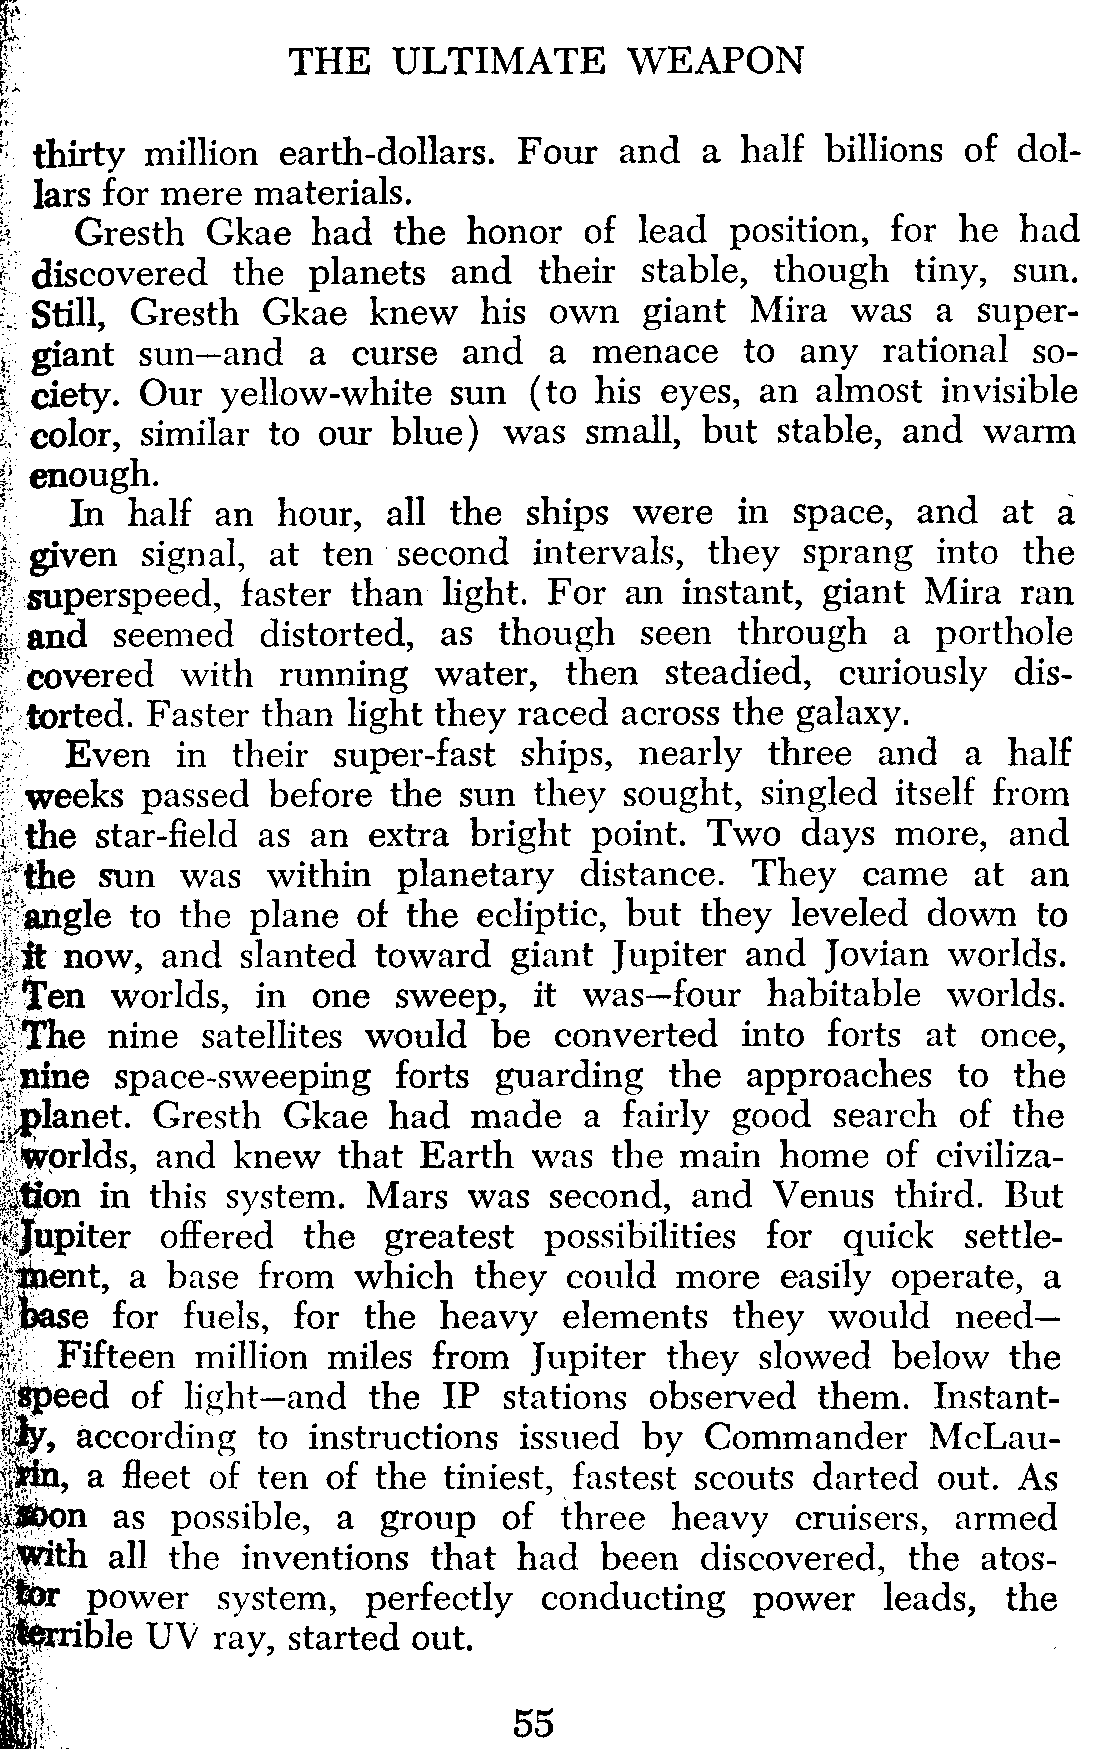 THE ULTIMATE WEAPON
thirty million earth-dollars. Four and a half billions of dol-
lars for mere materials.
Gresth Gkae had the honor of lead position, for he had
discovered the planets and their stable, though tiny, sun.
Still, Gresth Gkae knew his own giant Mira was a super-
giant sun—and a curse and a menace to any rational so-
ciety. Our yellow-white sun (to his eyes, an almost invisible
color, similar to our blue) was small, but stable, and warm
enough.
In half an hour, all the ships were in space, and at a
given signal, at ten second intervals, they sprang into the
superspeed, faster than light. For an instant, giant Mira ran
and seemed distorted, as though seen through a porthole
covered with running water, then steadied, curiously dis-
torted. Faster than light they raced across the galaxy.
Even in their super-fast ships, nearly three and a half
weeks passed before the sun they sought, singled itself from
the star-field as an extra bright point. Two days more, and
the sun was within planetary distance. They came at an
angle to the plane of the ecliptic, but they leveled down to
it now, and slanted toward giant Jupiter and Jovian worlds.
Ten worlds, in one sweep, it was—four habitable worlds.
The nine satellites would be converted into forts at once,
nine space-sweeping forts guarding the approaches to the
planet. Gresth Gkae had made a fairly good search of the
worlds, and knew that Earth was the main home of civiliza-
tion in this system. Mars was second, and Venus third. But
Jupiter offered the greatest possibilities for quick settle-
ment, a base from which they could more easily operate, a
base for fuels, for the heavy elements they would need—
Fifteen million miles from Jupiter they slowed below the
speed of light—and the IP stations observed them. Instant-
ly, according to instructions issued by Commander McLau-
rin, a fleet of ten of the tiniest, fastest scouts darted out. As
soon as possible, a group of three heavy cruisers, armed
with all the inventions that had been discovered, the atos-
tor power system, perfectly conducting power leads, the
terrible UV ray, started out.
55